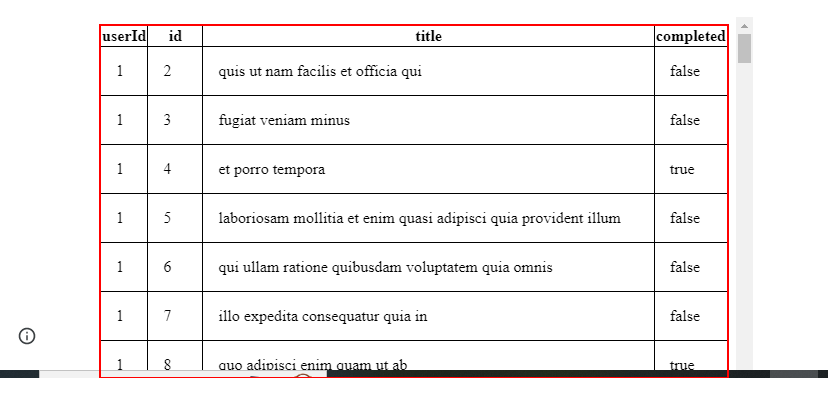 userId id title completed
1 2 quis ut nam facilis et officia qui false
1 3 fugiat veniam minus false
1 4 et porro tempora true
1 5 laboriosam mollitia et enim quasi adipisci quia provident illum false
1 6 qui ullam ratione quibusdam voluptatem quia omnis false
1 7 illo expedita consequatur quia in false
1 8 quo adipisci enim quam ut ab true